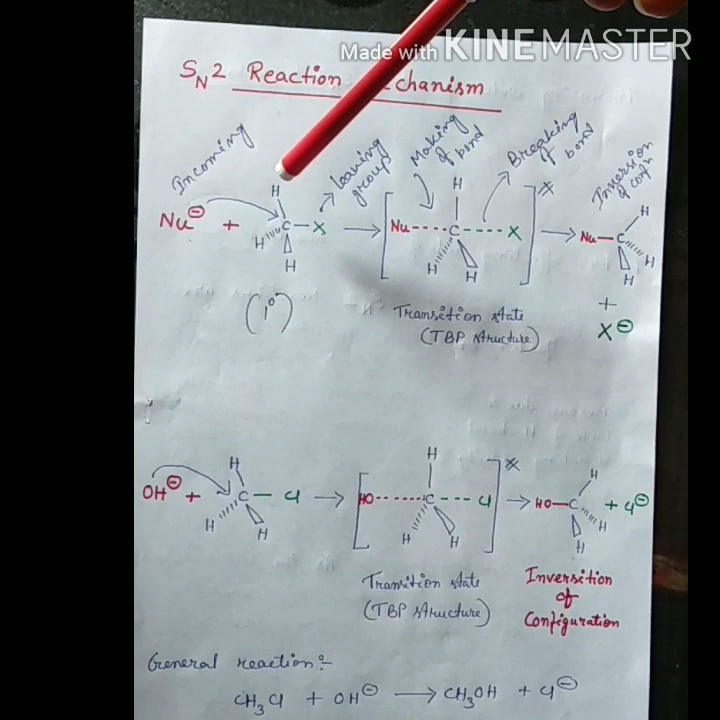 Made with KINEMASTER
SN2 Reaction chanism
Incoming
Leaving group
Making of bond
Breaking of bond
Inversion of confn
Nu⊖ + H H H C – X → [Nu ---- C ---- X H H H]* → Nu – C H H H
+
X⊖
(1°)
Transition state
(TBP structure)
OH⊖ + H H H C – Cl → [HO ------ C --- Cl H H H]* → HO – C H H H + Cl⊖
Transition state
(TBP structure)
Inversition
of
Configuration
General reaction:-
CH3Cl + OH⊖ → CH3OH + Cl⊖